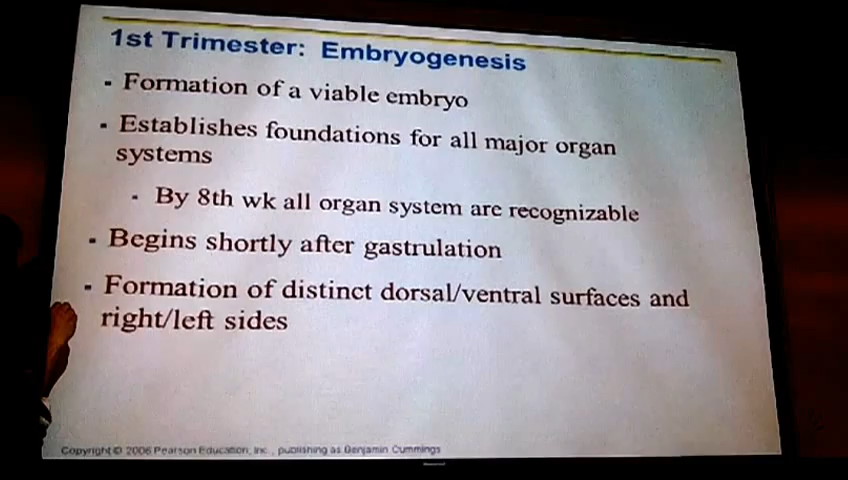 1st Trimester: Embryogenesis
▪ Formation of a viable embryo
▪ Establishes foundations for all major organ
systems
▪ By 8th wk all organ system are recognizable
▪ Begins shortly after gastrulation
▪ Formation of distinct dorsal/ventral surfaces and
right/left sides
Copyright © 2006 Pearson Education, Inc., publishing as Benjamin Cummings